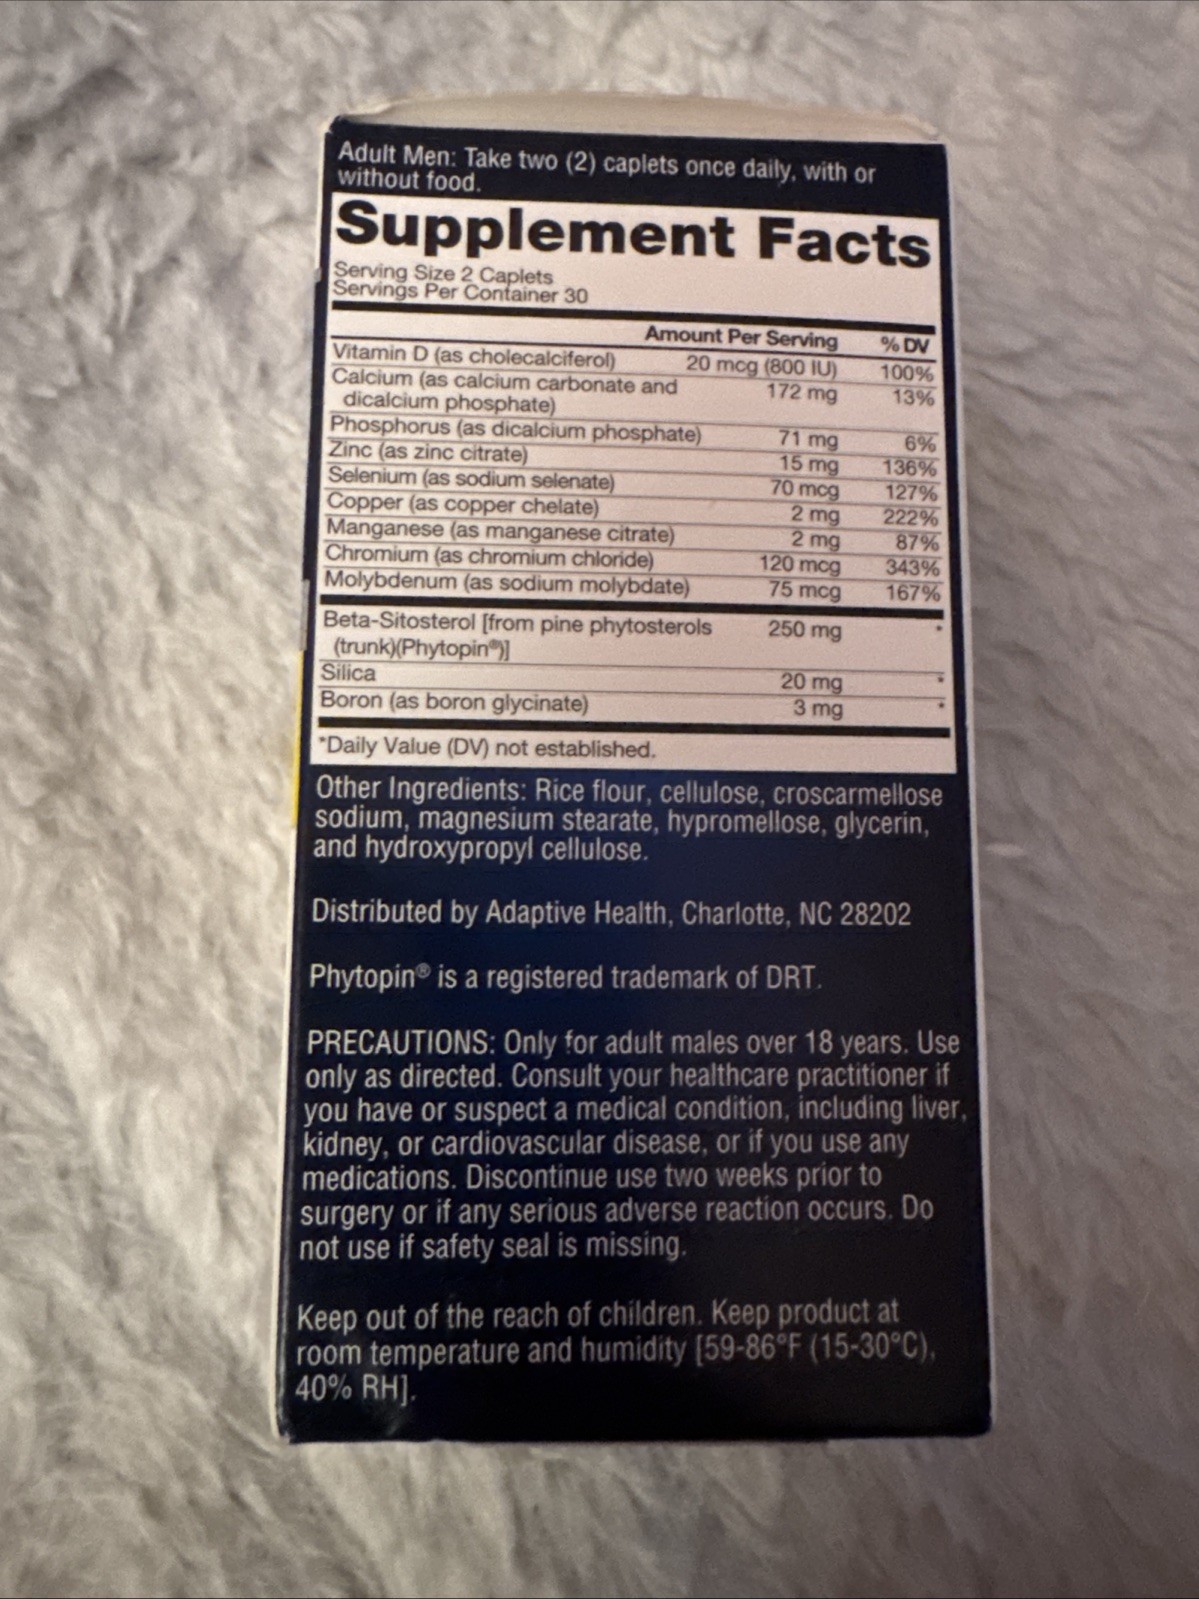 Adult Men: Take two (2) caplets once daily, with or
without food.
Supplement Facts
Serving Size 2 Caplets
Servings Per Container 30
Amount Per Serving % DV
Vitamin D (as cholecalciferol) 20 mcg (800 IU) 100%
Calcium (as calcium carbonate and 172 mg 13%
dicalcium phosphate)
Phosphorus (as dicalcium phosphate) 71 mg 6%
Zinc (as zinc citrate) 15 mg 136%
Selenium (as sodium selenate) 70 mcg 127%
Copper (as copper chelate) 2 mg 222%
Manganese (as manganese citrate) 2 mg 87%
Chromium (as chromium chloride) 120 mcg 343%
Molybdenum (as sodium molybdate) 75 mcg 167%
Beta-Sitosterol [from pine phytosterols 250 mg *
(trunk)(Phytopin®)]
Silica 20 mg *
Boron (as boron glycinate) 3 mg *
*Daily Value (DV) not established.
Other Ingredients: Rice flour, cellulose, croscarmellose
sodium, magnesium stearate, hypromellose, glycerin,
and hydroxypropyl cellulose.
Distributed by Adaptive Health, Charlotte, NC 28202
Phytopin® is a registered trademark of DRT.
PRECAUTIONS: Only for adult males over 18 years. Use
only as directed. Consult your healthcare practitioner if
you have or suspect a medical condition, including liver,
kidney, or cardiovascular disease, or if you use any
medications. Discontinue use two weeks prior to
surgery or if any serious adverse reaction occurs. Do
not use if safety seal is missing.
Keep out of the reach of children. Keep product at
room temperature and humidity [59-86°F (15-30°C),
40% RH].